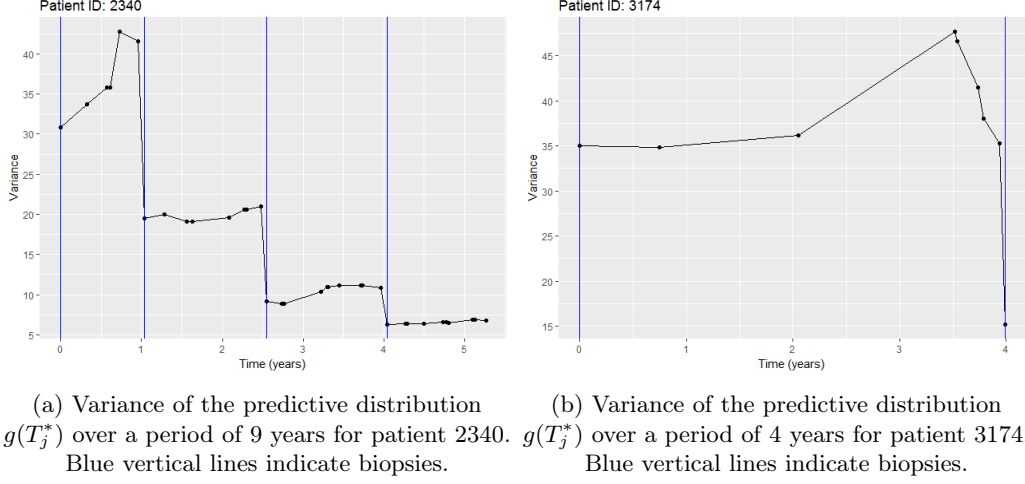 Patient ID: 2340
Variance
40
35
30
25
20
15
10
5
0
1
2
3
4
5
Time (years)
Patient ID: 3174
Variance
45
40
35
30
25
20
15
0
1
2
3
4
Time (years)
(a) Variance of the predictive distribution
g(T_j^*) over a period of 9 years for patient 2340.
Blue vertical lines indicate biopsies.
(b) Variance of the predictive distribution
g(T_j^*) over a period of 4 years for patient 3174
Blue vertical lines indicate biopsies.